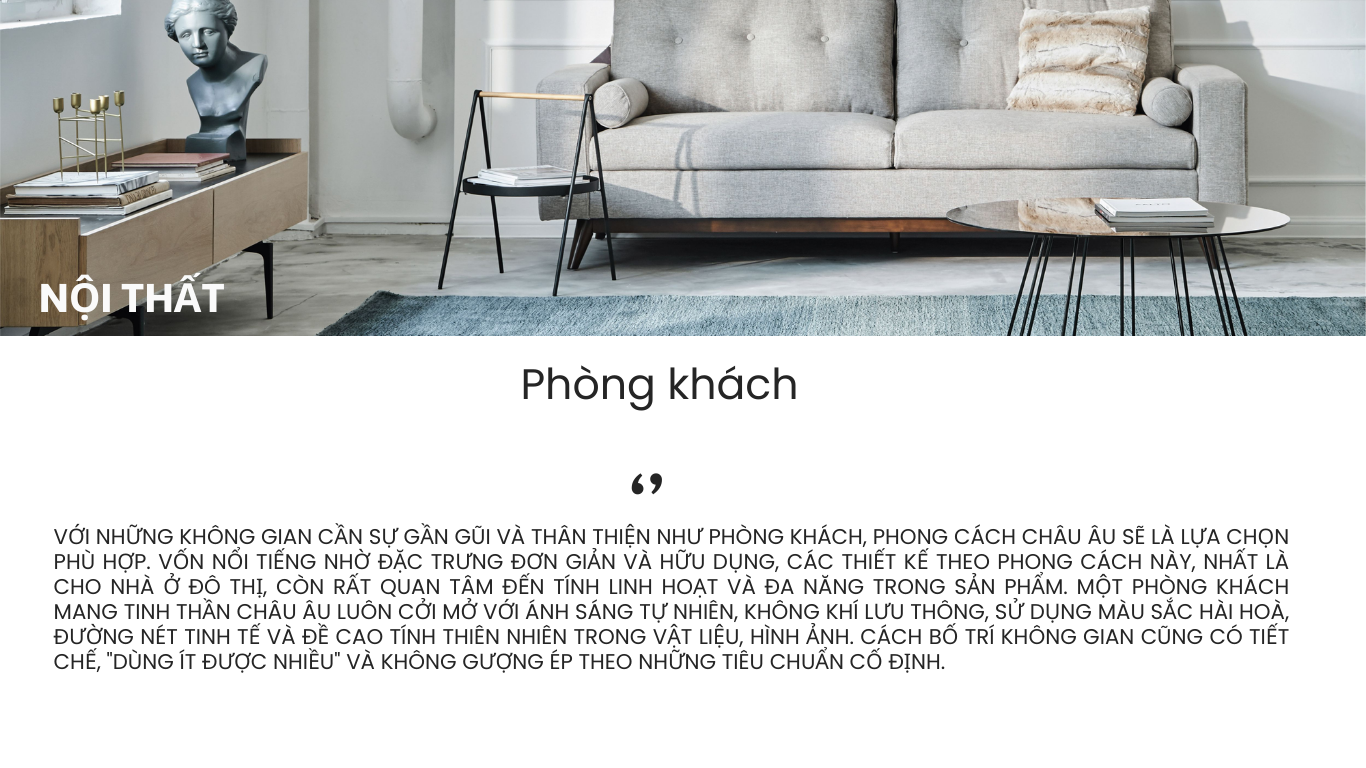 NỘI THẤT
Phòng khách
“
VỚI NHỮNG KHÔNG GIAN CẦN SỰ GẦN GŨI VÀ THÂN THIỆN NHƯ PHÒNG KHÁCH, PHONG CÁCH CHÂU ÂU SẼ LÀ LỰA CHỌN
PHÙ HỢP. VỐN NỔI TIẾNG NHỜ ĐẶC TRƯNG ĐƠN GIẢN VÀ HỮU DỤNG, CÁC THIẾT KẾ THEO PHONG CÁCH NÀY, NHẤT LÀ
CHO NHÀ Ở ĐÔ THỊ, CÒN RẤT QUAN TÂM ĐẾN TÍNH LINH HOẠT VÀ ĐA NĂNG TRONG SẢN PHẨM. MỘT PHÒNG KHÁCH
MANG TINH THẦN CHÂU ÂU LUÔN CỞI MỞ VỚI ÁNH SÁNG TỰ NHIÊN, KHÔNG KHÍ LƯU THÔNG, SỬ DỤNG MÀU SẮC HÀI HOÀ,
ĐƯỜNG NÉT TINH TẾ VÀ ĐỀ CAO TÍNH THIÊN NHIÊN TRONG VẬT LIỆU, HÌNH ẢNH. CÁCH BỐ TRÍ KHÔNG GIAN CŨNG CÓ TIẾT
CHẾ, "DÙNG ÍT ĐƯỢC NHIỀU" VÀ KHÔNG GƯỢNG ÉP THEO NHỮNG TIÊU CHUẨN CỐ ĐỊNH.